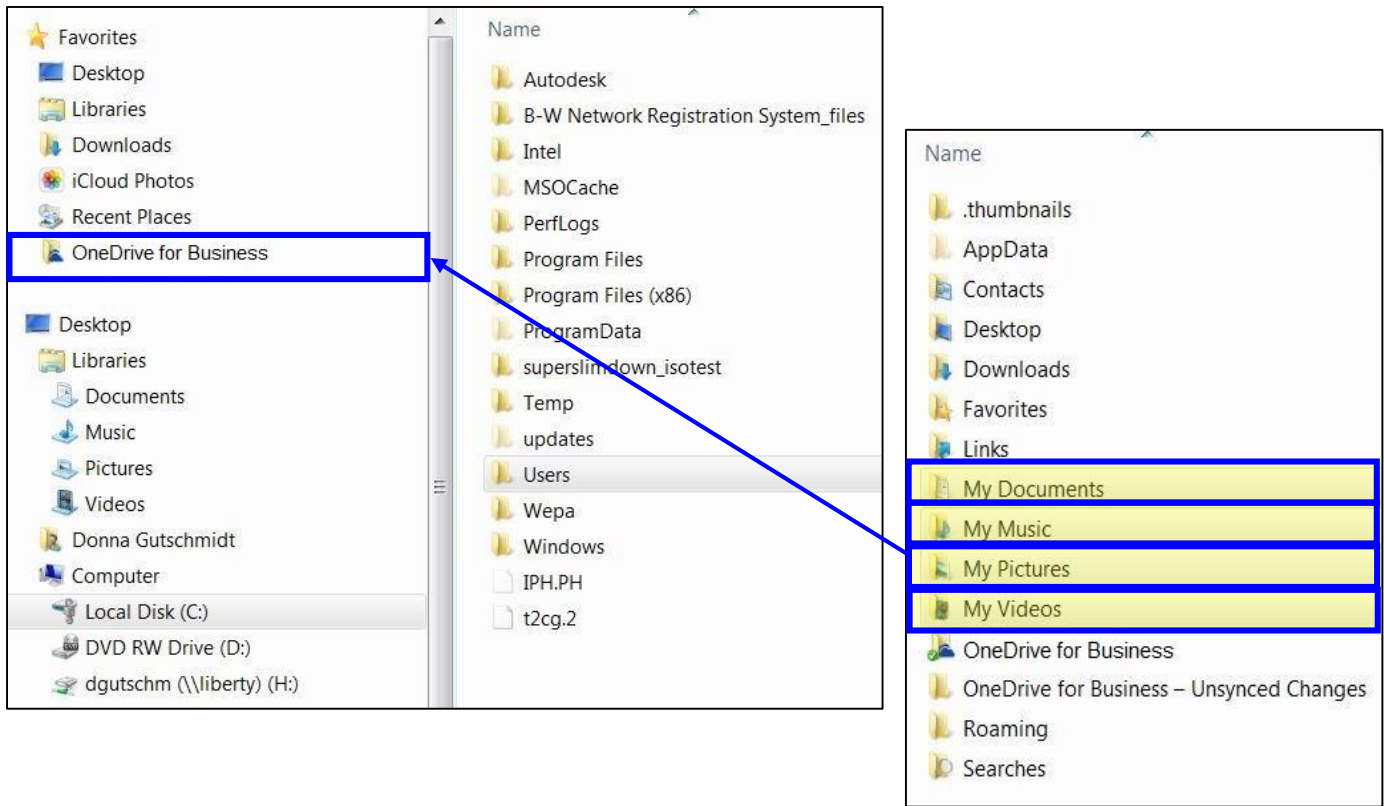 Favorites
Desktop
Libraries
Downloads
iCloud Photos
Recent Places
OneDrive for Business
Desktop
Libraries
Documents
Music
Pictures
Videos
Donna Gutschmidt
Computer
Local Disk (C:)
DVD RW Drive (D:)
dgutschm (\\liberty) (H:)
Name
Autodesk
B-W Network Registration System_files
Intel
MSOCache
PerfLogs
Program Files
Program Files (x86)
ProgramData
superslimdown_isotest
Temp
updates
Users
Wepa
Windows
IPH.PH
t2cg.2
Name
.thumbnails
AppData
Contacts
Desktop
Downloads
Favorites
Links
My Documents
My Music
My Pictures
My Videos
OneDrive for Business
OneDrive for Business – Unsynced Changes
Roaming
Searches